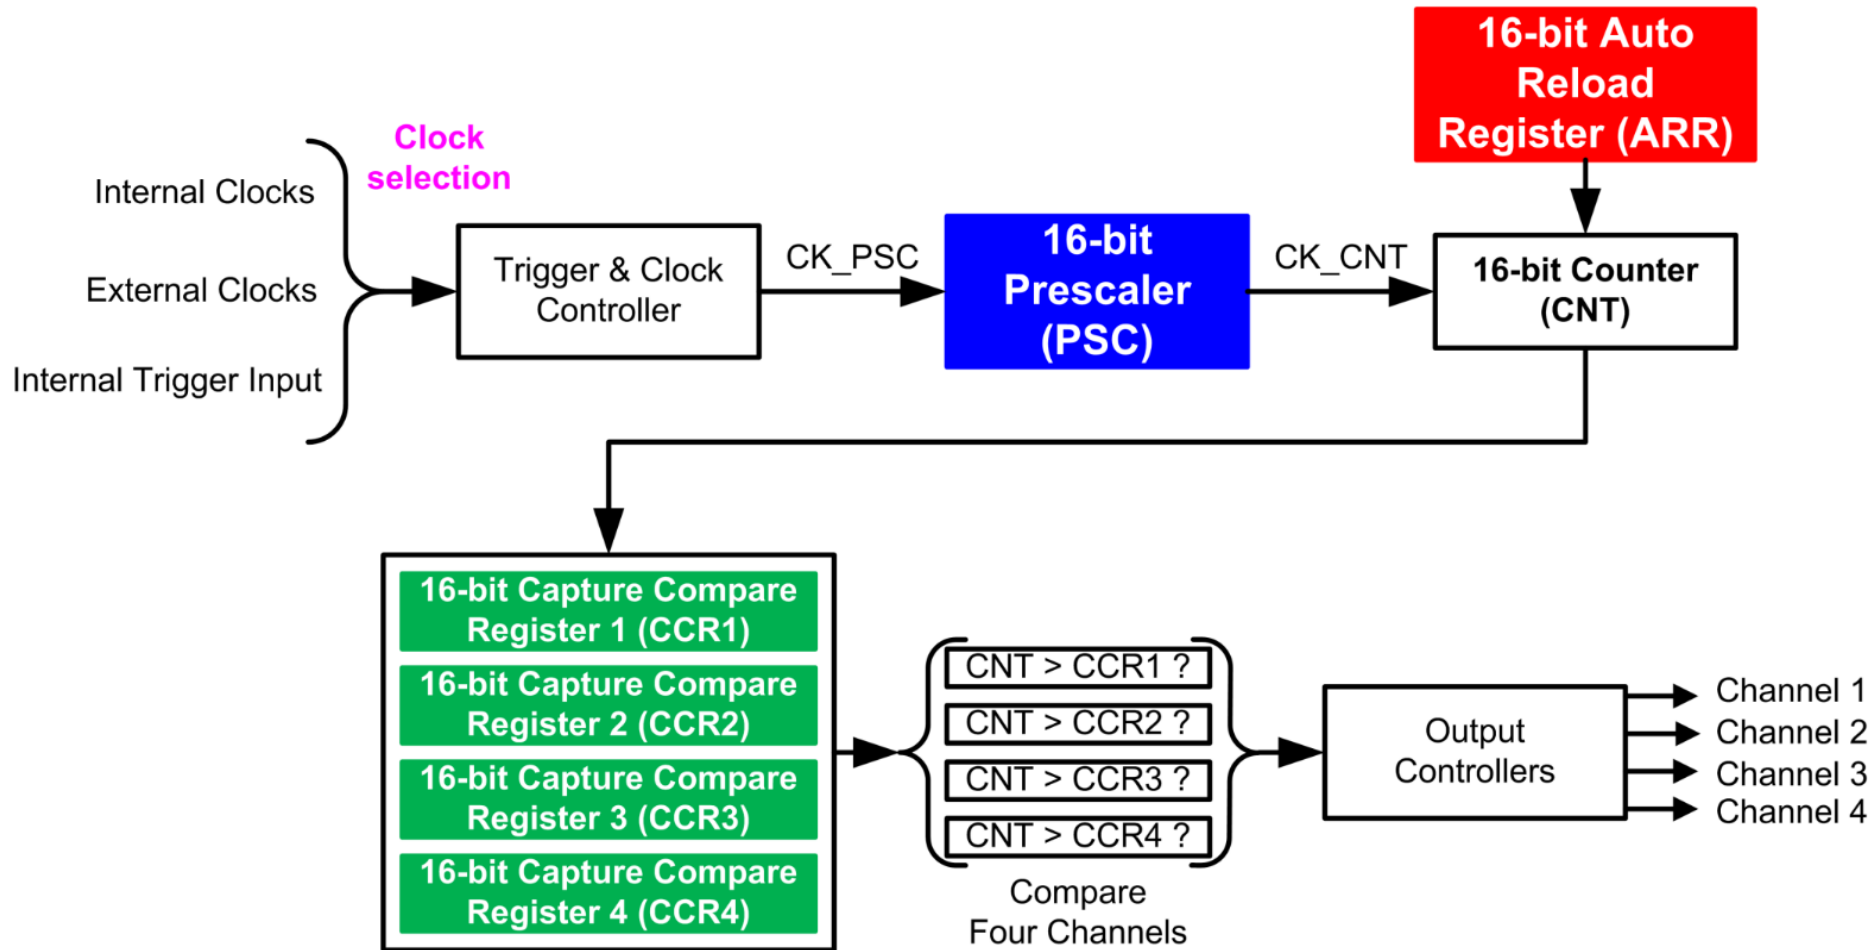 16-bit Auto
Reload
Register (ARR)
Clock
selection
Internal Clocks
External Clocks
Internal Trigger Input
Trigger & Clock
Controller
CK_PSC
16-bit
Prescaler
(PSC)
CK_CNT
16-bit Counter
(CNT)
16-bit Capture Compare
Register 1 (CCR1)
16-bit Capture Compare
Register 2 (CCR2)
16-bit Capture Compare
Register 3 (CCR3)
16-bit Capture Compare
Register 4 (CCR4)
CNT > CCR1 ?
CNT > CCR2 ?
CNT > CCR3 ?
CNT > CCR4 ?
Compare
Four Channels
Output
Controllers
Channel 1
Channel 2
Channel 3
Channel 4